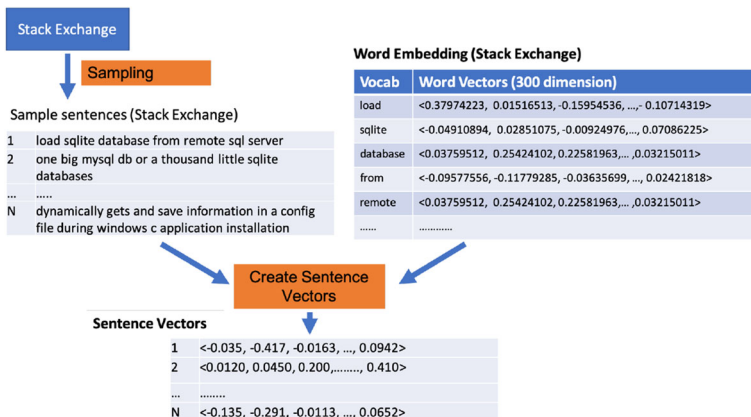 Stack Exchange
Sampling
Sample sentences (Stack Exchange)
1 load sqlite database from remote sql server
2 one big mysql db or a thousand little sqlite
databases
... .....
N dynamically gets and save information in a config
file during windows c application installation
Word Embedding (Stack Exchange)
Vocab Word Vectors (300 dimension)
load <0.37974223, 0.01516513, -0.15954536, ...,- 0.10714319>
sqlite <-0.04910894, 0.02851075, -0.00924976,..., 0.07086225>
database <0.03759512, 0.25424102, 0.22581963,... ,0.03215011>
from <-0.09577556, -0.11779285, -0.03635699, ..., 0.02421818>
remote <0.03759512, 0.25424102, 0.22581963,... ,0.03215011>
...... ............
Create Sentence
Vectors
Sentence Vectors
1 <-0.035, -0.417, -0.0163, ..., 0.0942>
2 <0.0120, 0.0450, 0.200,........, 0.410>
... ........
N <-0.135, -0.291, -0.0113, ..., 0.0652>